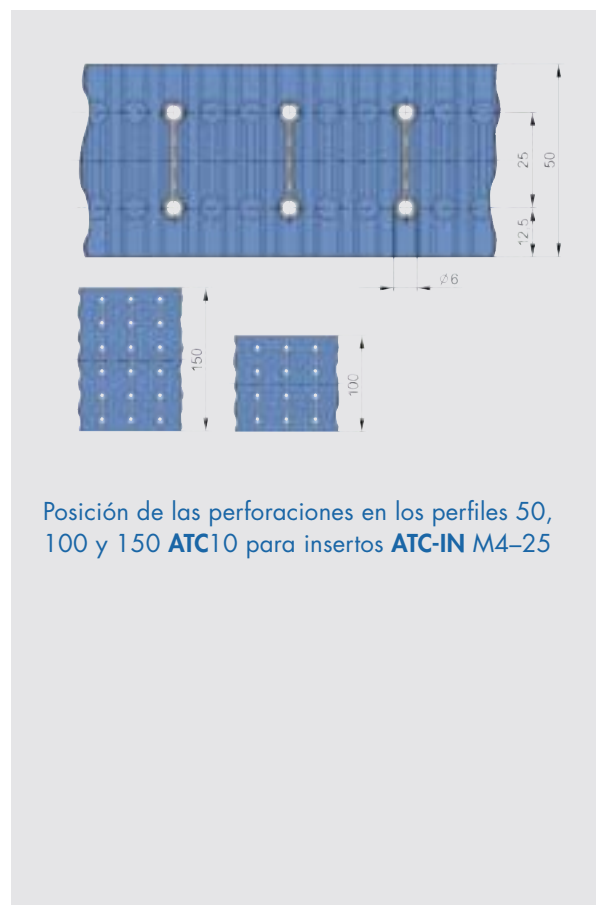 25
50
12.5
Ø6
150
100
Posición de las perforaciones en los perfiles 50,
100 y 150 ATC10 para insertos ATC-IN M4–25